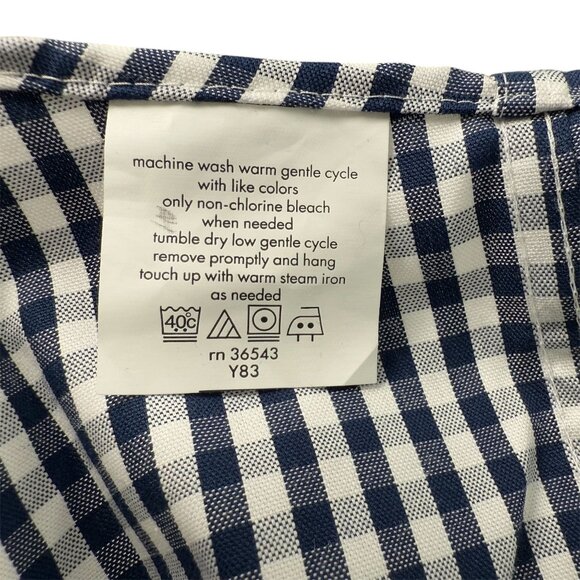 machine wash warm gentle cycle
with like colors
only non-chlorine bleach
when needed
tumble dry low gentle cycle
remove promptly and hang
touch up with warm steam iron
as needed
40c
rn 36543
Y83